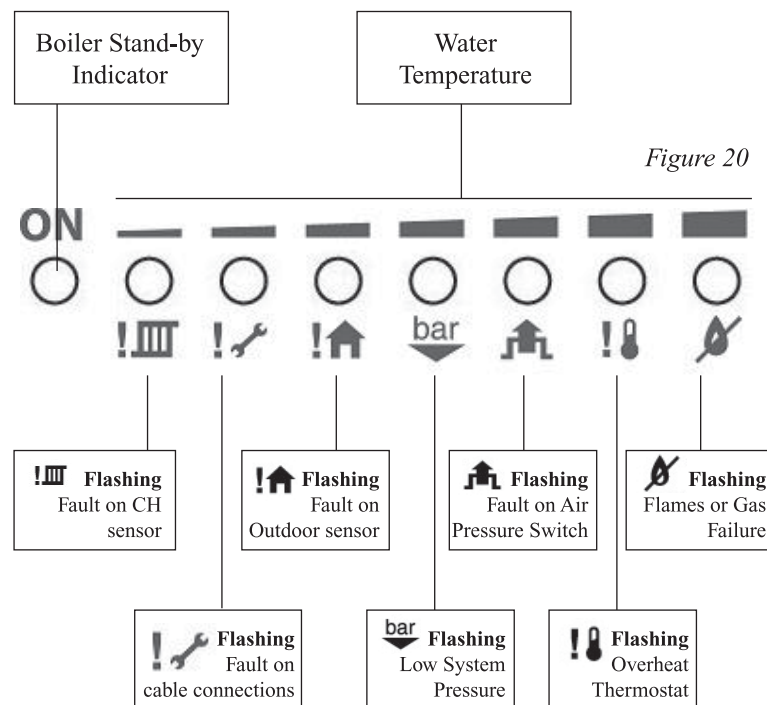 Boiler Stand-by
Indicator
Water
Temperature
Figure 20
ON
! ! ! bar !
! Flashing
Fault on CH
sensor
! Flashing
Fault on
Outdoor sensor
Flashing
Fault on Air
Pressure Switch
Flashing
Flames or Gas
Failure
! Flashing
Fault on
cable connections
bar Flashing
Low System
Pressure
! Flashing
Overheat
Thermostat